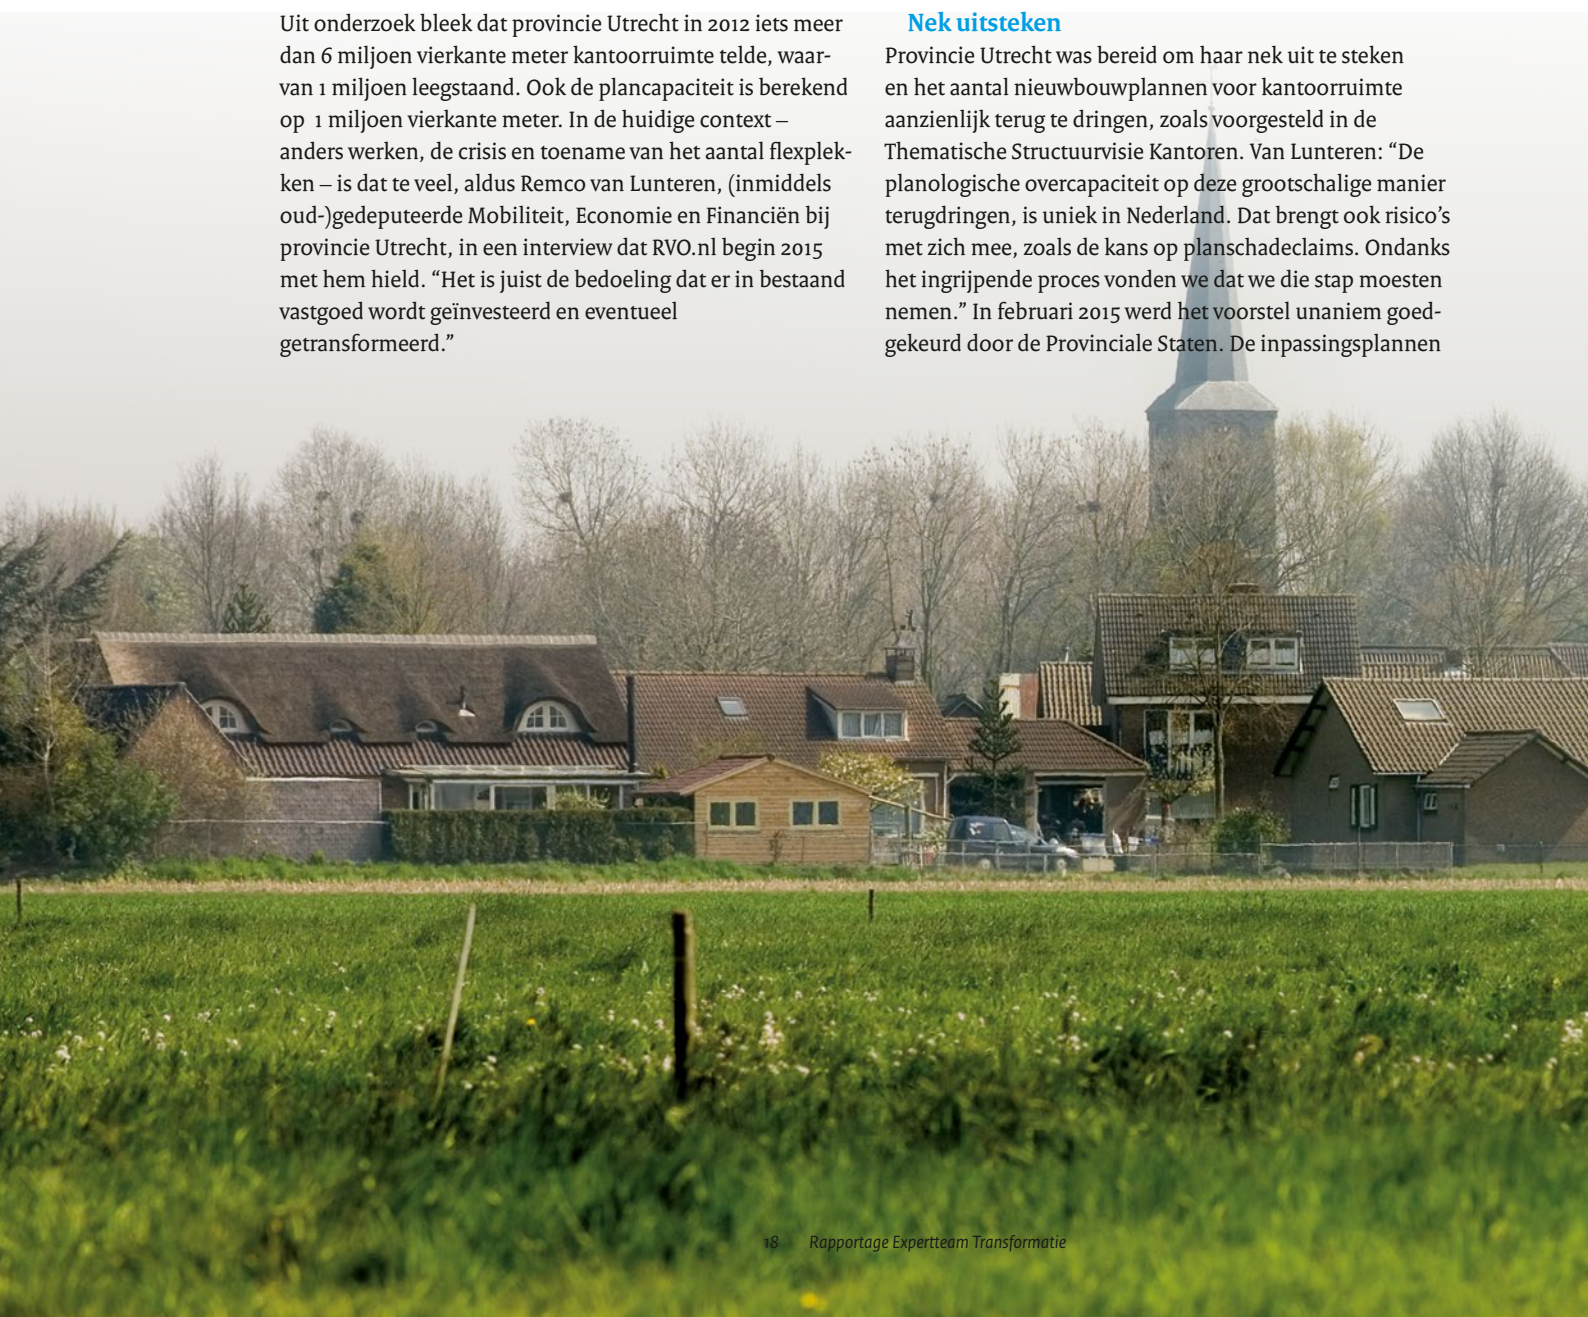 Uit onderzoek bleek dat provincie Utrecht in 2012 iets meer
dan 6 miljoen vierkante meter kantoorruimte telde, waar-
van 1 miljoen leegstaand. Ook de plancapaciteit is berekend
op 1 miljoen vierkante meter. In de huidige context –
anders werken, de crisis en toename van het aantal flexplek-
ken – is dat te veel, aldus Remco van Lunteren, (inmiddels
oud-)gedeputeerde Mobiliteit, Economie en Financiën bij
provincie Utrecht, in een interview dat RVO.nl begin 2015
met hem hield. “Het is juist de bedoeling dat er in bestaand
vastgoed wordt geïnvesteerd en eventueel
getransformeerd.”
Nek uitsteken
Provincie Utrecht was bereid om haar nek uit te steken
en het aantal nieuwbouwplannen voor kantoorruimte
aanzienlijk terug te dringen, zoals voorgesteld in de
Thematische Structuurvisie Kantoren. Van Lunteren: “De
planologische overcapaciteit op deze grootschalige manier
terugdringen, is uniek in Nederland. Dat brengt ook risico’s
met zich mee, zoals de kans op planschadeclaims. Ondanks
het ingrijpende proces vonden we dat we die stap moesten
nemen.” In februari 2015 werd het voorstel unaniem goed-
gekeurd door de Provinciale Staten. De inpassingsplannen
18 Rapportage Expertteam Transformatie